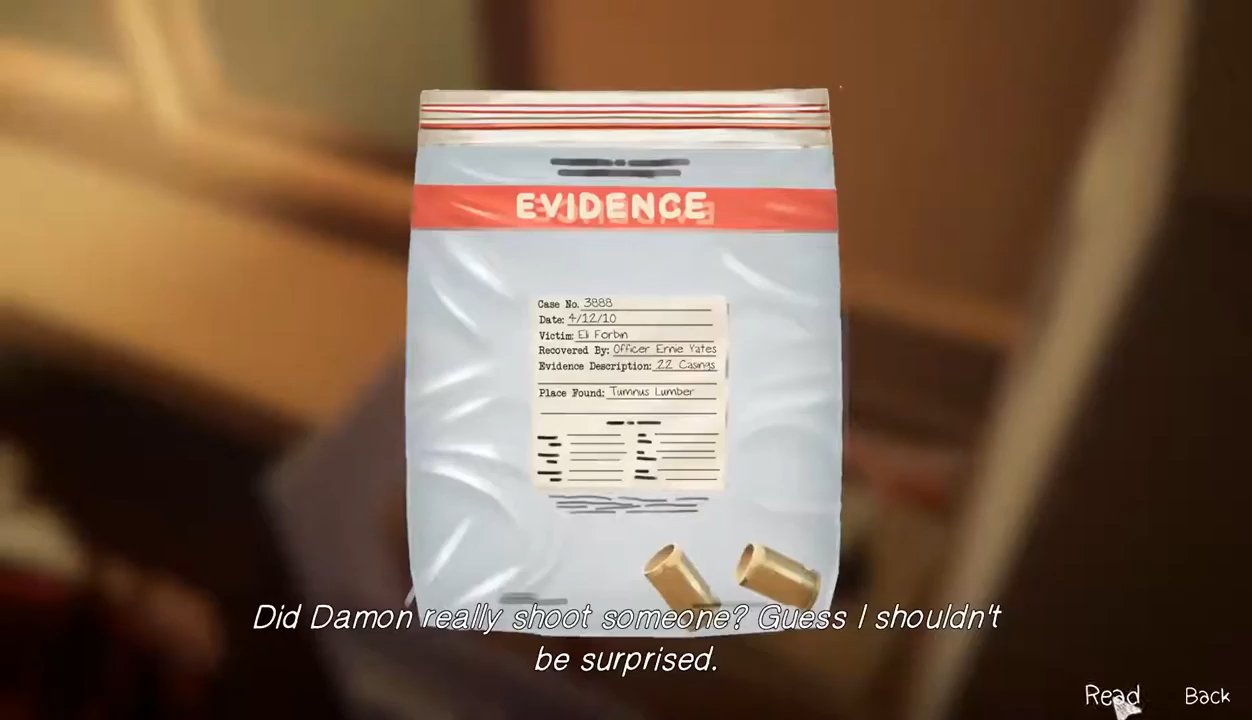 EVIDENCE
Case No. 3888
Date: 4/12/10
Victim: Eli Forbin
Recovered By: Officer Ernie Yates
Evidence Description: 22 Casings
Place Found: Tumnus Lumber
Did Damon really shoot someone? Guess I shouldn't
be surprised.
Read Back